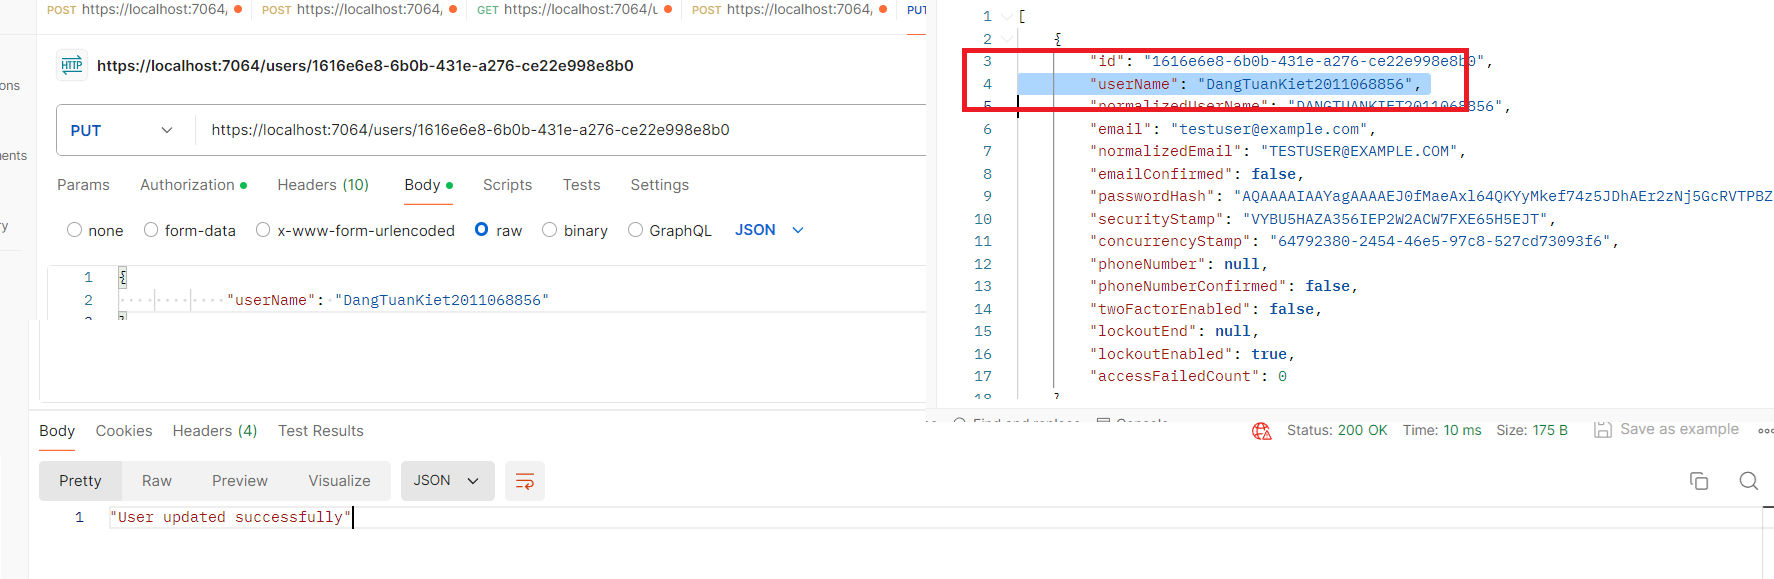 POST https://localhost:7064/
POST https://localhost:7064/
GET https://localhost:7064/u
POST https://localhost:7064/
PUT
HTTP https://localhost:7064/users/1616e6e8-6b0b-431e-a276-ce22e998e8b0
ons
PUT https://localhost:7064/users/1616e6e8-6b0b-431e-a276-ce22e998e8b0
ents
Params Authorization Headers (10) Body Scripts Tests Settings
ry
none form-data x-www-form-urlencoded raw binary GraphQL JSON
1 {
2 "userName": "DangTuanKiet2011068856"
1 [
2 {
3 "id": "1616e6e8-6b0b-431e-a276-ce22e998e8b0",
4 "userName": "DangTuanKiet2011068856",
5 "normalizedUserName": "DANGTUANKIET2011068856",
6 "email": "testuser@example.com",
7 "normalizedEmail": "TESTUSER@EXAMPLE.COM",
8 "emailConfirmed": false,
9 "passwordHash": "AQAAAAIAAYagAAAAEJ0fMaeAxl64QKYyMkef74z5JDhAEr2zNj5GcRVTPBZ
10 "securityStamp": "VYBU5HAZA356IEP2W2ACW7FXE65H5EJT",
11 "concurrencyStamp": "64792380-2454-46e5-97c8-527cd73093f6",
12 "phoneNumber": null,
13 "phoneNumberConfirmed": false,
14 "twoFactorEnabled": false,
15 "lockoutEnd": null,
16 "lockoutEnabled": true,
17 "accessFailedCount": 0
18 }
Find and replace Console
Body Cookies Headers (4) Test Results
Status: 200 OK Time: 10 ms Size: 175 B Save as example
Pretty Raw Preview Visualize JSON
1 "User updated successfully"